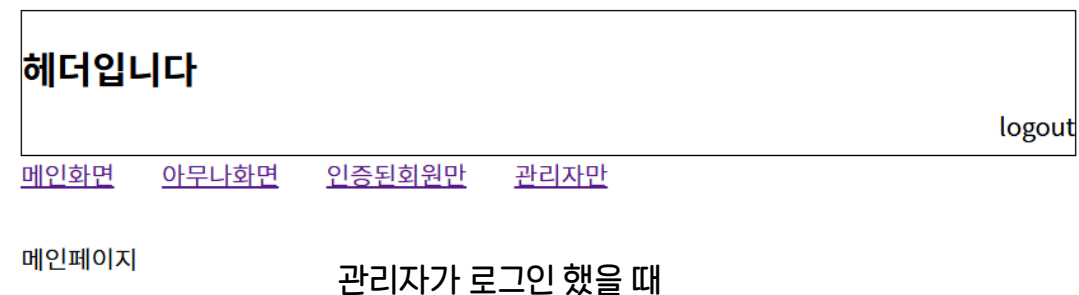 헤더입니다
logout
메인화면 아무나화면 인증된회원만 관리자만
메인페이지
관리자가 로그인 했을 때